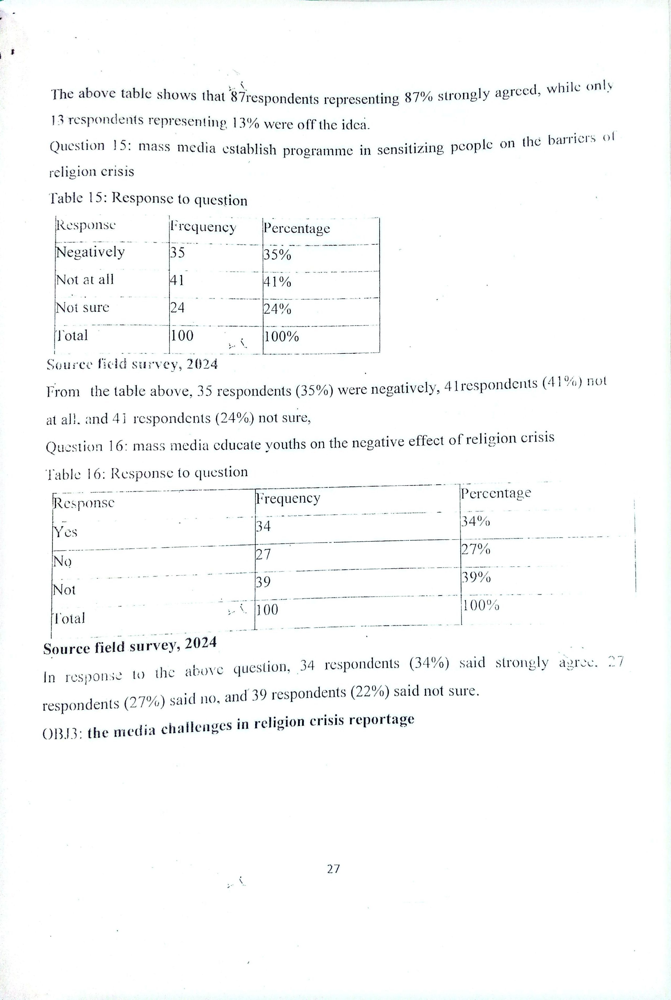 The above table shows that 87respondents representing 87% strongly agreed, while only
13 respondents representing 13% were off the idea.
Question 15: mass media establish programme in sensitizing people on the barriers of
religion crisis
Table 15: Response to question
Response Frequency Percentage
Negatively 35 35%
Not at all 41 41%
Not sure 24 24%
Total 100 100%
Source field survey, 2024
From the table above, 35 respondents (35%) were negatively, 41respondents (41%) not
at all. and 41 respondents (24%) not sure,
Question 16: mass media educate youths on the negative effect of religion crisis
Table 16: Response to question
Response Frequency Percentage
Yes 34 34%
No 27 27%
Not 39 39%
Total 100 100%
Source field survey, 2024
In response to the above question, 34 respondents (34%) said strongly agree. 27
respondents (27%) said no, and 39 respondents (22%) said not sure.
OBJ3: the media challenges in religion crisis reportage
27